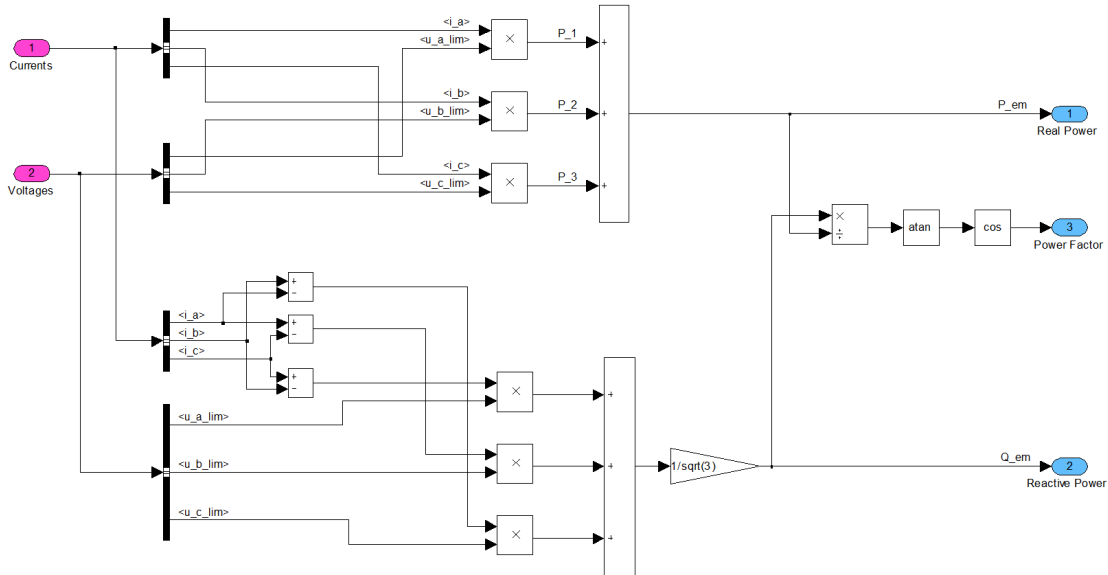 1
Currents
2
Voltages
<i_a>
<u_a_lim>
×
P_1
+
<i_b>
<u_b_lim>
×
P_2
+
<i_c>
<u_c_lim>
×
P_3
+
P_em
1
Real Power
×
÷
atan
cos
3
Power Factor
+
−
<i_a>
<i_b>
<i_c>
+
−
+
−
<u_a_lim>
×
+
<u_b_lim>
×
+
1/sqrt(3)
Q_em
2
Reactive Power
<u_c_lim>
×
+